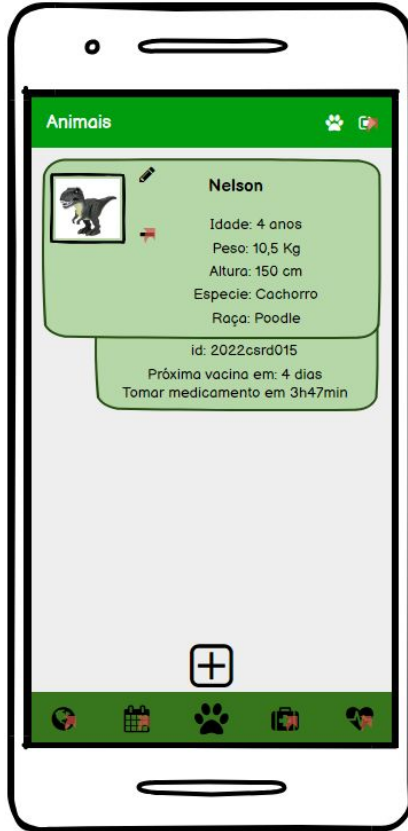 Animais
Nelson
Idade: 4 anos
Peso: 10,5 Kg
Altura: 150 cm
Especie: Cachorro
Raça: Poodle
id: 2022csrd015
Próxima vacina em: 4 dias
Tomar medicamento em 3h47min